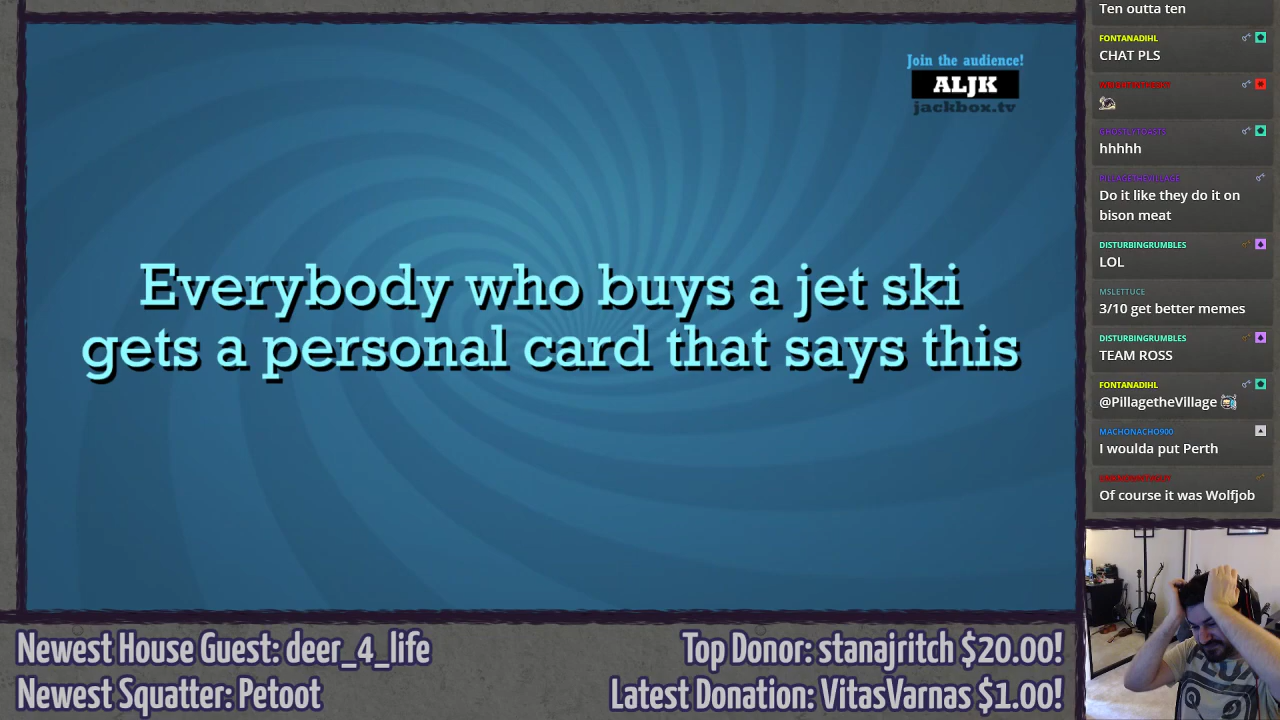 Join the audience!
ALJK
jackbox.tv
Everybody who buys a jet ski
gets a personal card that says this
Ten outta ten
FONTANADIHL
CHAT PLS
hhhhh
PILLAGETHEVILLAGE
Do it like they do it on
bison meat
DISTURBINGRUMBLES
LOL
MSLETTUCE
3/10 get better memes
DISTURBINGRUMBLES
TEAM ROSS
FONTANADIHL
@PillagetheVillage
MACHONACHO900
I woulda put Perth
Of course it was Wolfjob
Newest House Guest: deer_4_life
Newest Squatter: Petoot
Top Donor: stanajritch $20.00!
Latest Donation: VitasVarnas $1.00!